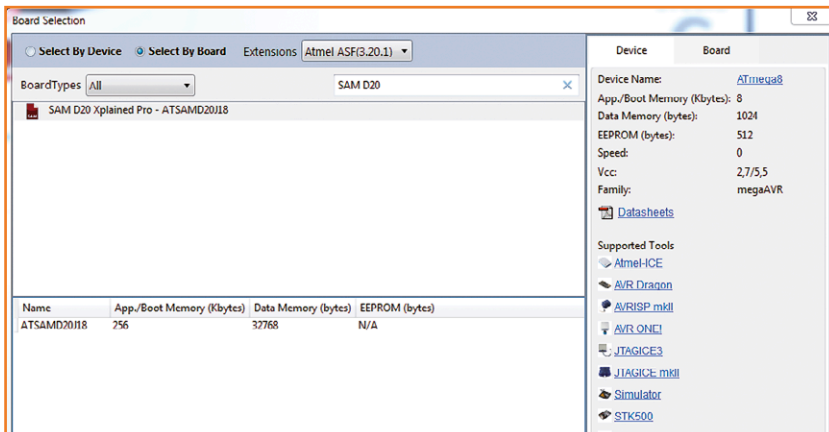 Board Selection
Select By Device Select By Board Extensions Atmel ASF(3.20.1)
BoardTypes All SAM D20
SAM D20 Xplained Pro - ATSAMD20J18
Name App./Boot Memory (Kbytes) Data Memory (bytes) EEPROM (bytes)
ATSAMD20J18 256 32768 N/A
Device Board
Device Name: ATmega8
App./Boot Memory (Kbytes): 8
Data Memory (bytes): 1024
EEPROM (bytes): 512
Speed: 0
Vcc: 2,7/5,5
Family: megaAVR
Datasheets
Supported Tools
Atmel-ICE
AVR Dragon
AVRISP mkII
AVR ONE!
JTAGICE3
JTAGICE mkII
Simulator
STK500